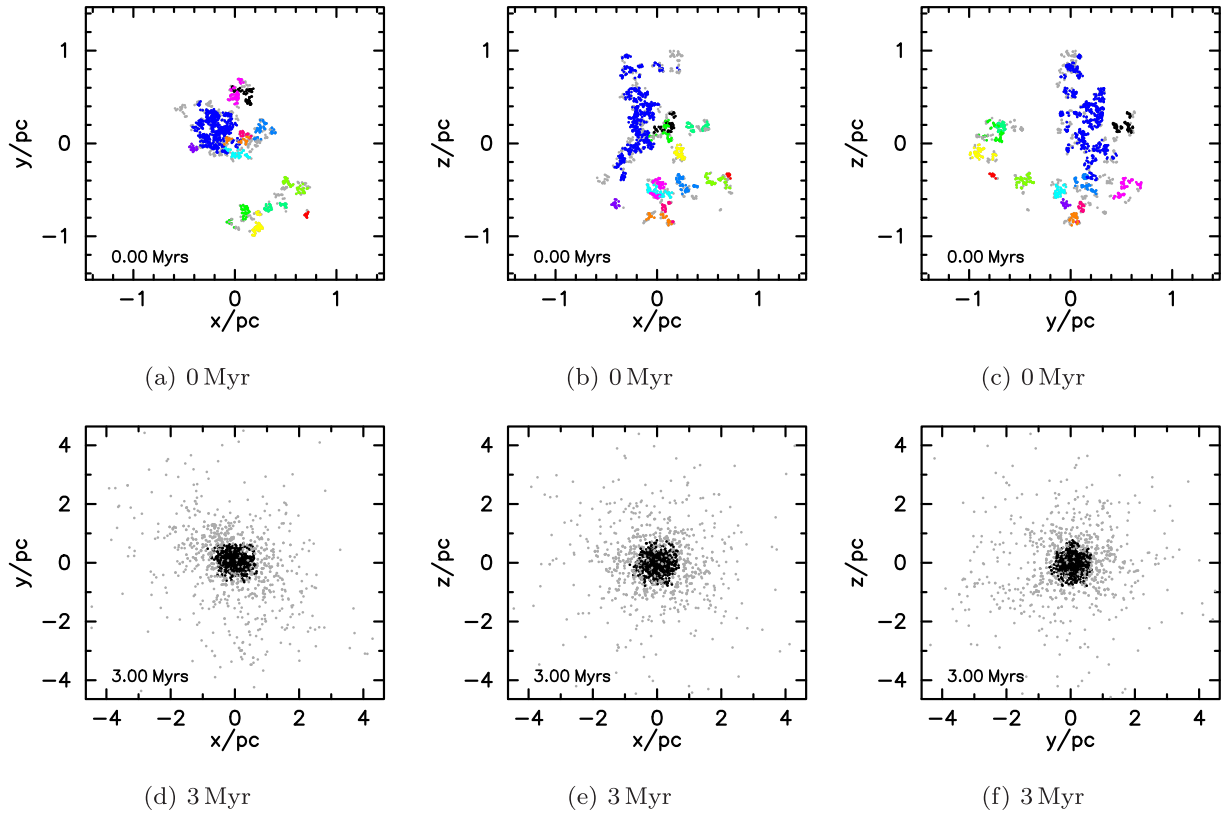 y/pc
1
0
−1
0.00 Myrs
−1 0 1
x/pc
(a) 0 Myr
z/pc
1
0
−1
0.00 Myrs
−1 0 1
x/pc
(b) 0 Myr
z/pc
1
0
−1
0.00 Myrs
−1 0 1
y/pc
(c) 0 Myr
y/pc
4
2
0
−2
−4
3.00 Myrs
−4 −2 0 2 4
x/pc
(d) 3 Myr
z/pc
4
2
0
−2
−4
3.00 Myrs
−4 −2 0 2 4
x/pc
(e) 3 Myr
z/pc
4
2
0
−2
−4
3.00 Myrs
−4 −2 0 2 4
y/pc
(f) 3 Myr